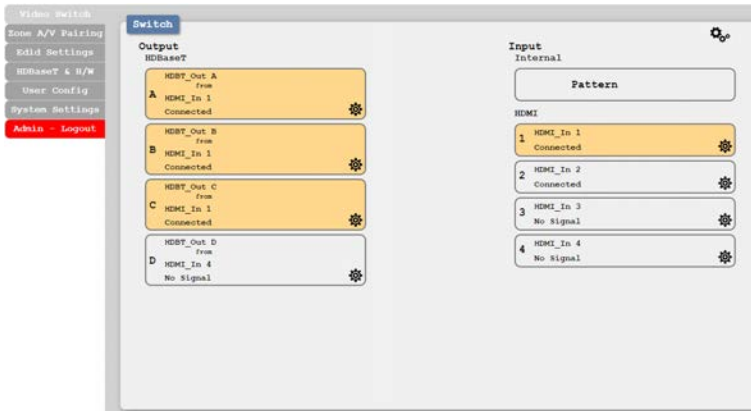 Video Switch
Zone A/V Pairing
Edid Settings
HDBaseT & H/W
User Config
System Settings
Admin - Logout
Switch
Output
HDBaseT
A
HDBT_Out A
from
HDMI_In 1
Connected
B
HDBT_Out B
from
HDMI_In 1
Connected
C
HDBT_Out C
from
HDMI_In 1
Connected
D
HDBT_Out D
from
HDMI_In 4
No Signal
Input
Internal
Pattern
HDMI
1 HDMI_In 1
Connected
2 HDMI_In 2
Connected
3 HDMI_In 3
No Signal
4 HDMI_In 4
No Signal